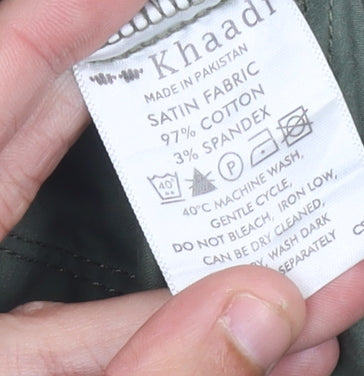 Khaadi
MADE IN PAKISTAN
SATIN FABRIC
97% COTTON
3% SPANDEX
40°
P
40°C MACHINE WASH,
GENTLE CYCLE,
DO NOT BLEACH, IRON LOW,
CAN BE DRY CLEANED,
WASH DARK
SEPARATELY